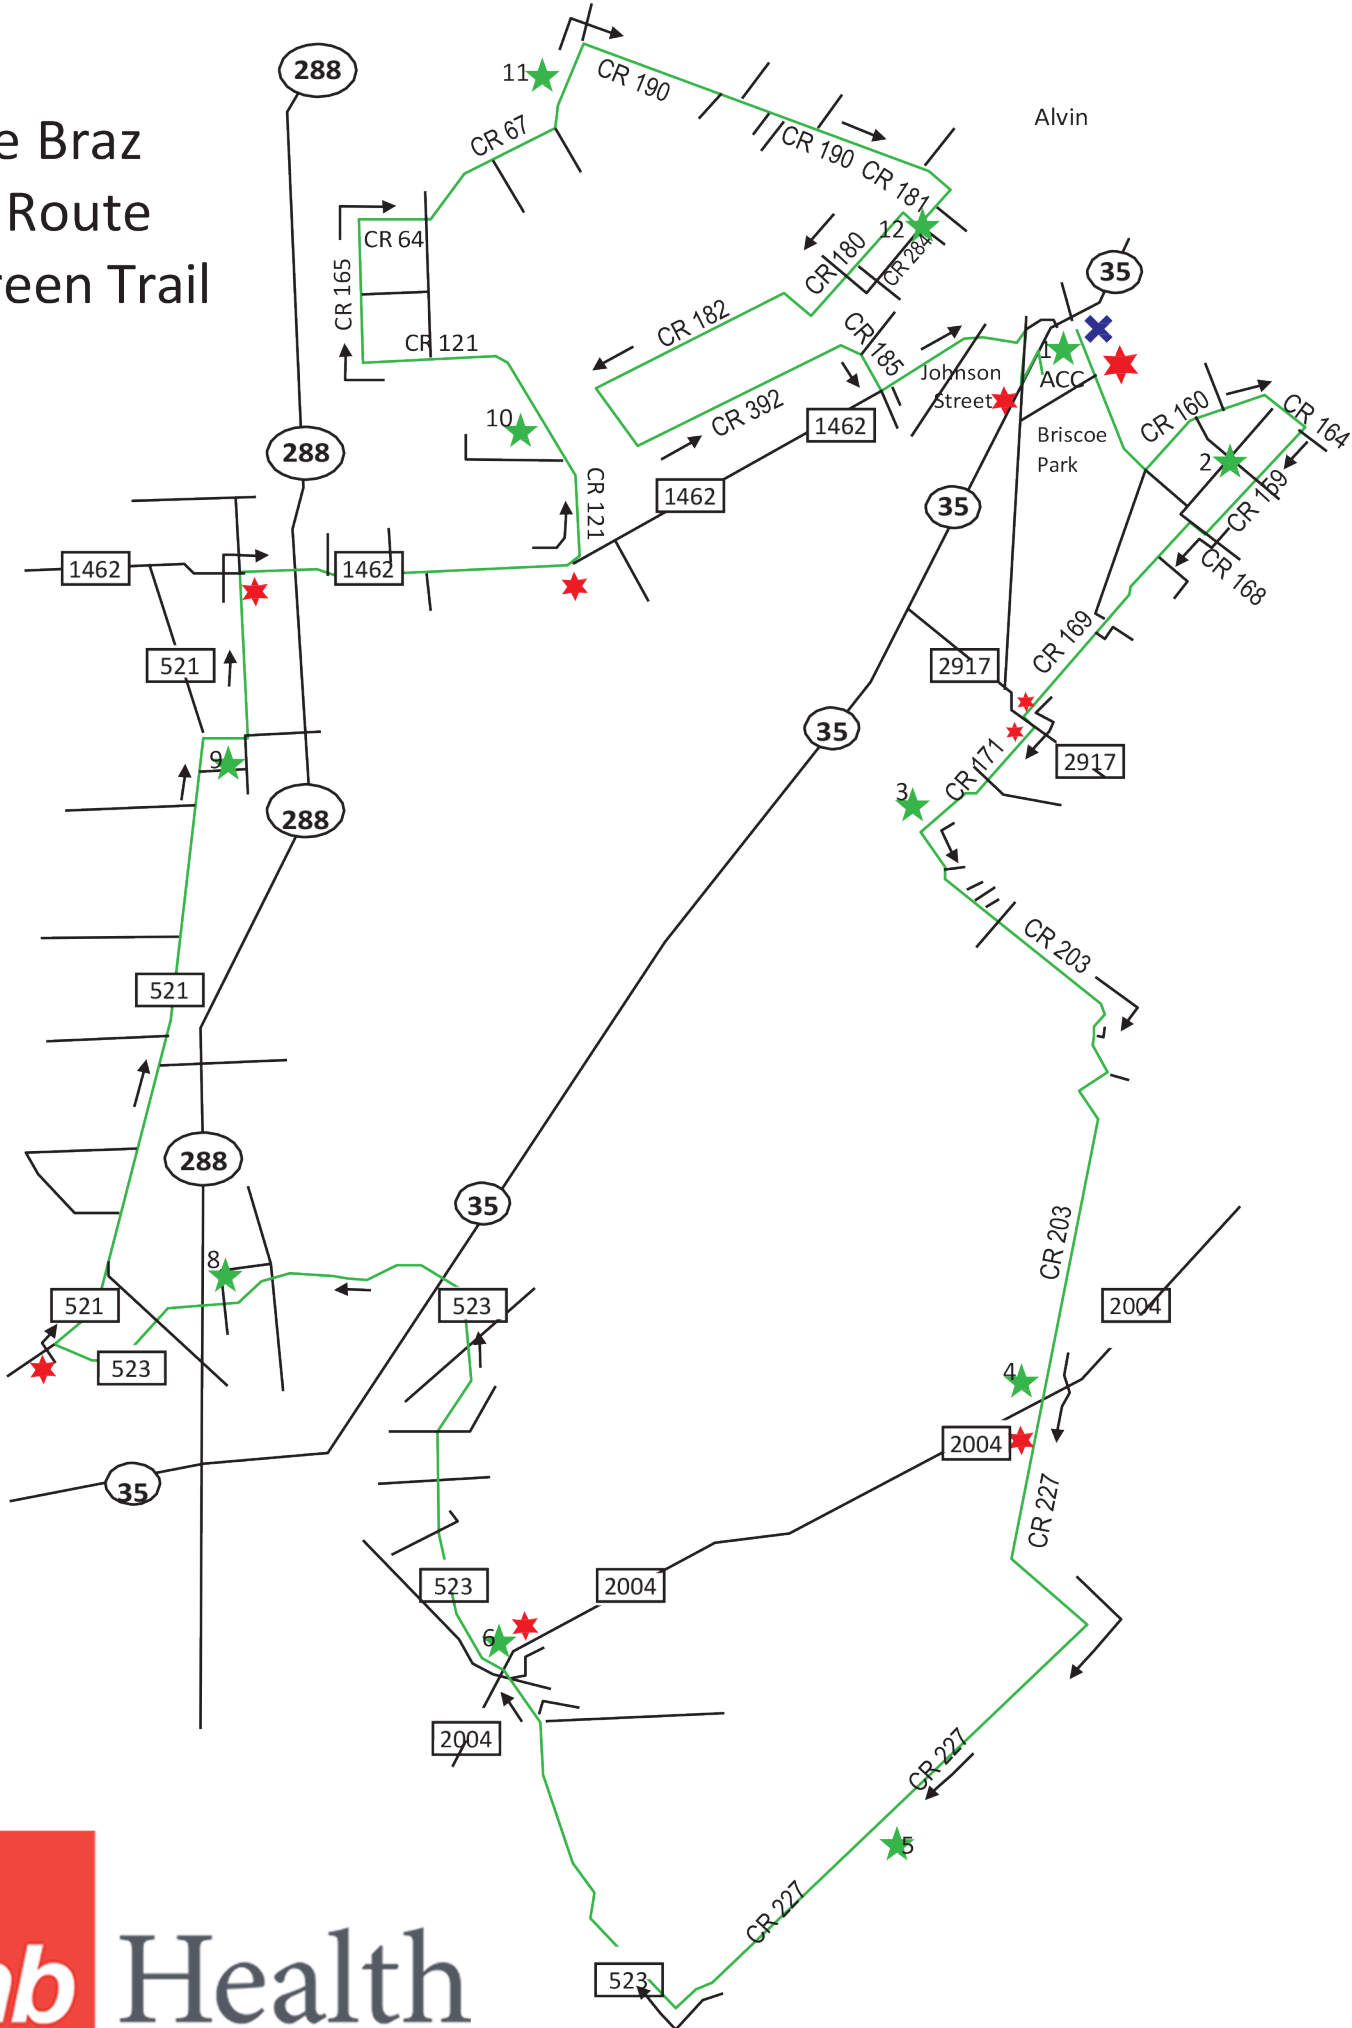 e Braz
Route
reen Trail
288
11
CR 190
Alvin
CR 67
CR 190
CR 181
12
CR 284
CR 180
CR 64
CR 165
CR 121
CR 182
CR 185
35
1
ACC
Johnson
Street
CR 392
1462
CR 160
CR 164
Briscoe
Park
2
CR 159
CR 168
10
288
1462
35
CR 121
1462
1462
521
CR 169
2917
2917
9
35
CR 171
3
288
CR 203
521
288
35
CR 203
8
521
523
2004
523
4
2004
35
CR 227
523
2004
6
2004
CR 227
5
CR 227
523
b Health